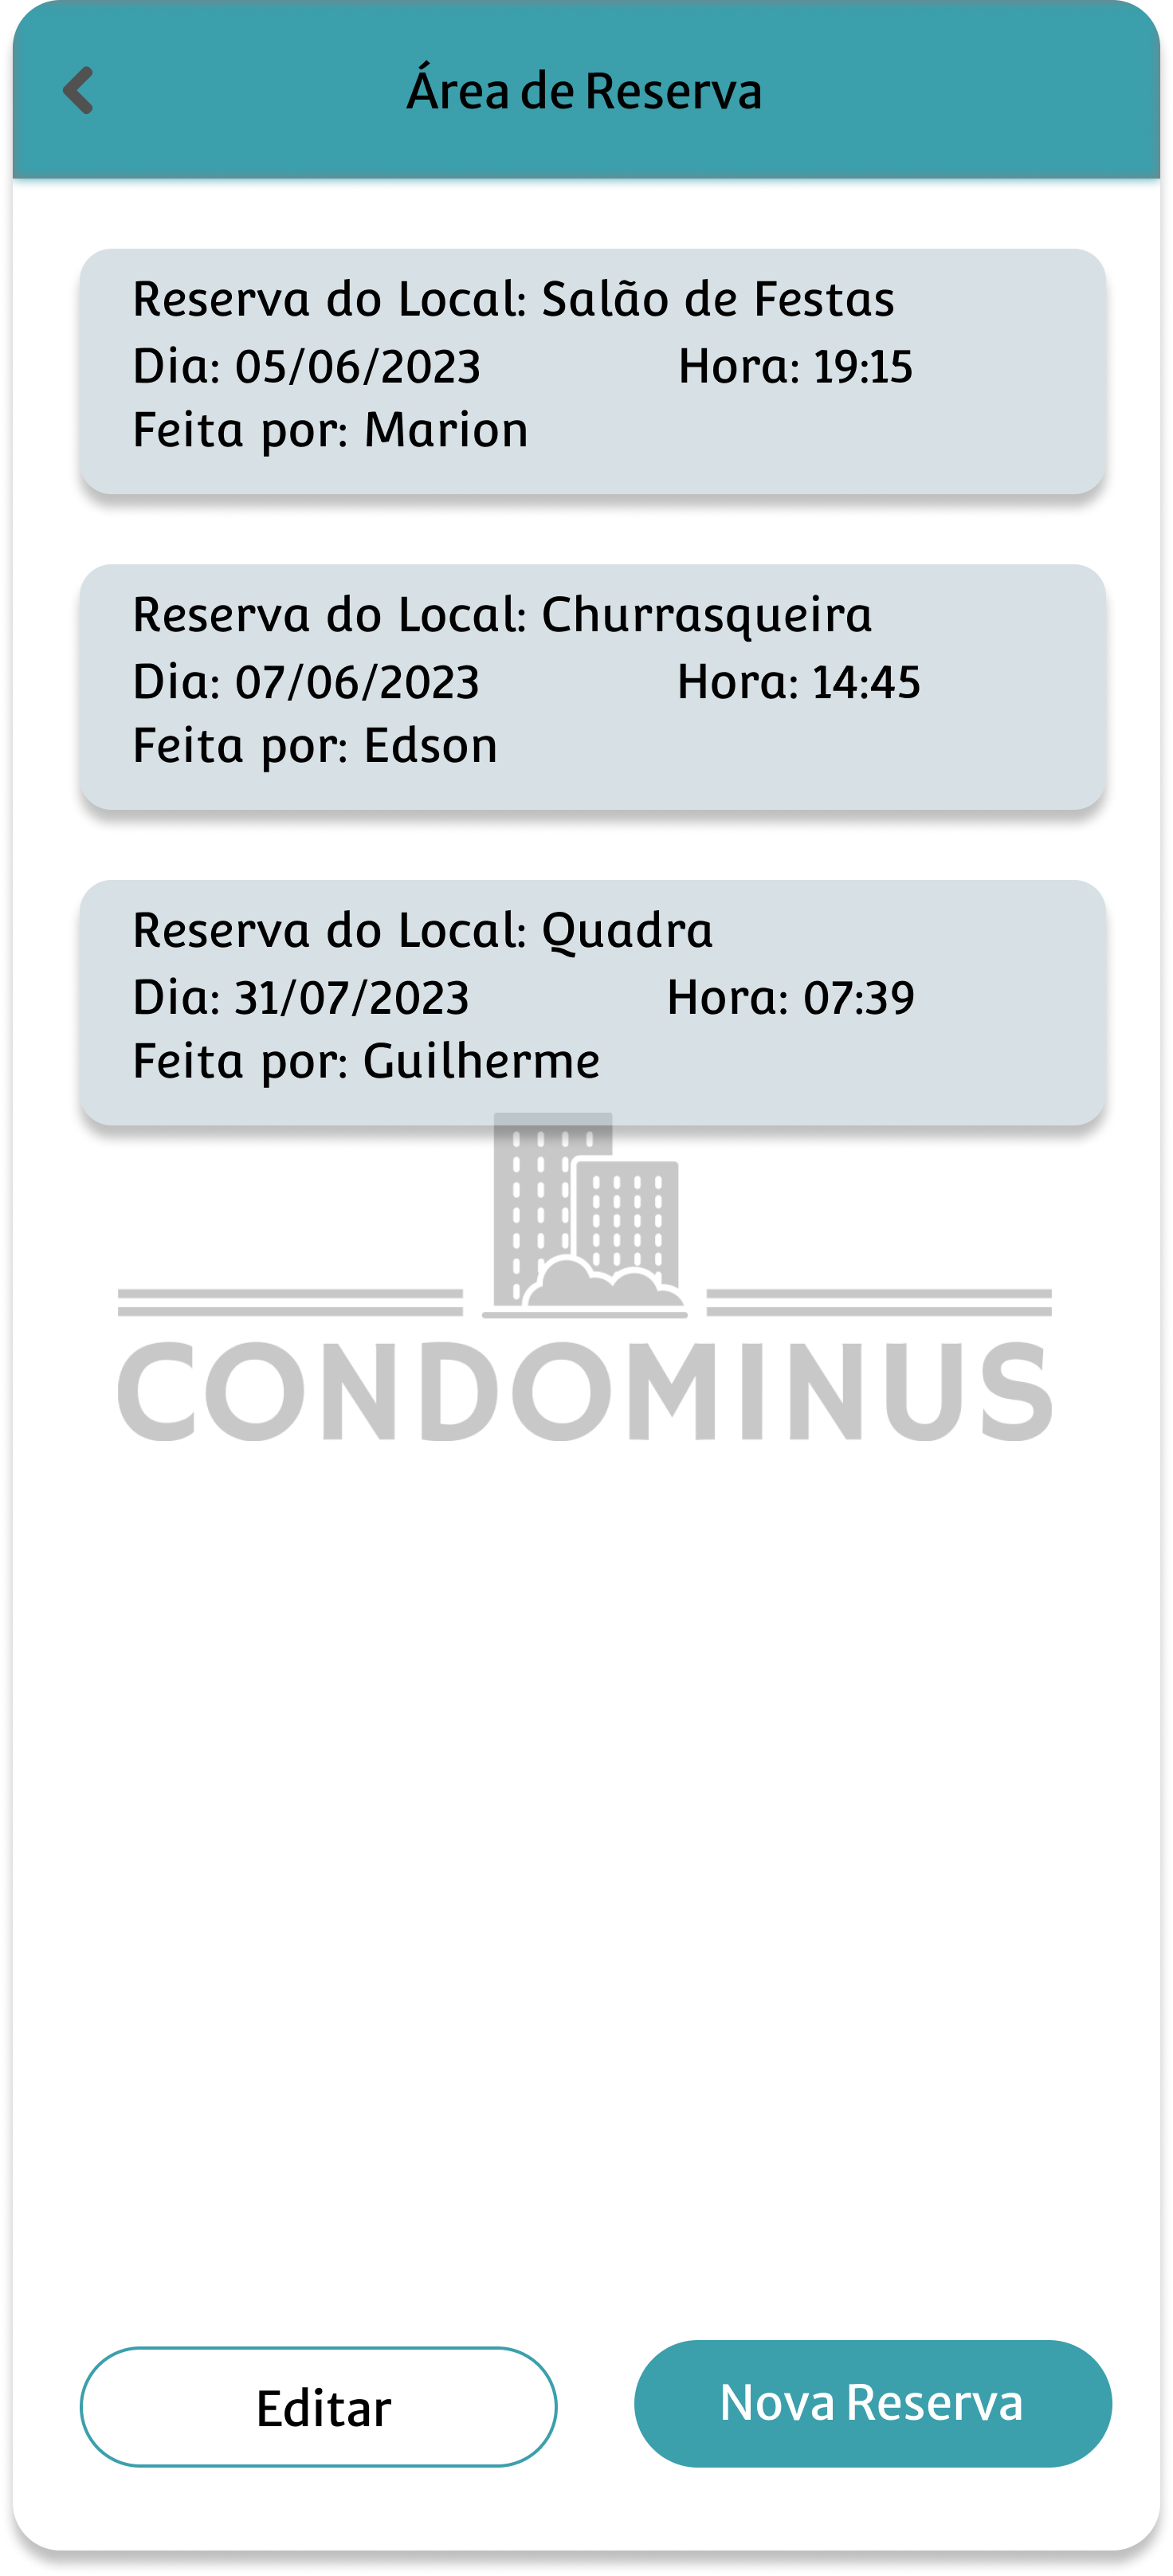 Área de Reserva
Reserva do Local: Salão de Festas
Dia: 05/06/2023 Hora: 19:15
Feita por: Marion
Reserva do Local: Churrasqueira
Dia: 07/06/2023 Hora: 14:45
Feita por: Edson
Reserva do Local: Quadra
Dia: 31/07/2023 Hora: 07:39
Feita por: Guilherme
CONDOMINUS
Editar Nova Reserva